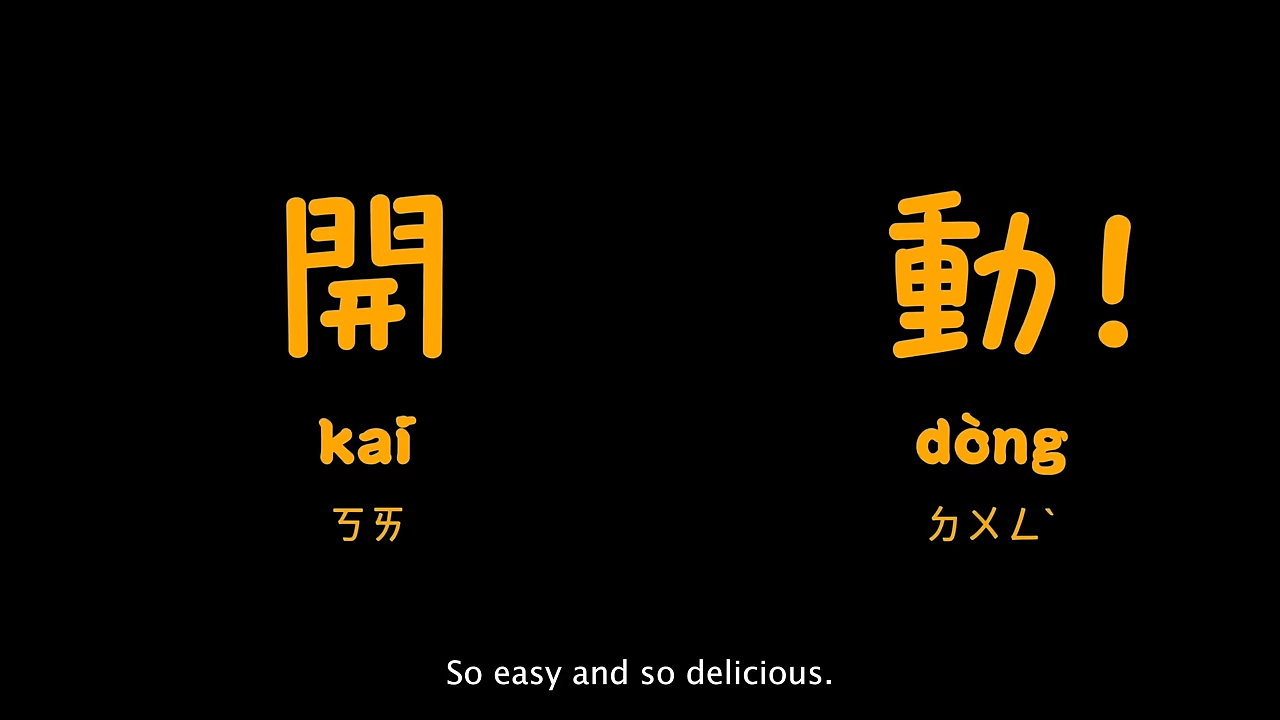 開 動!
kaī dòng
ㄎㄞ ㄉㄨㄥˋ
So easy and so delicious.